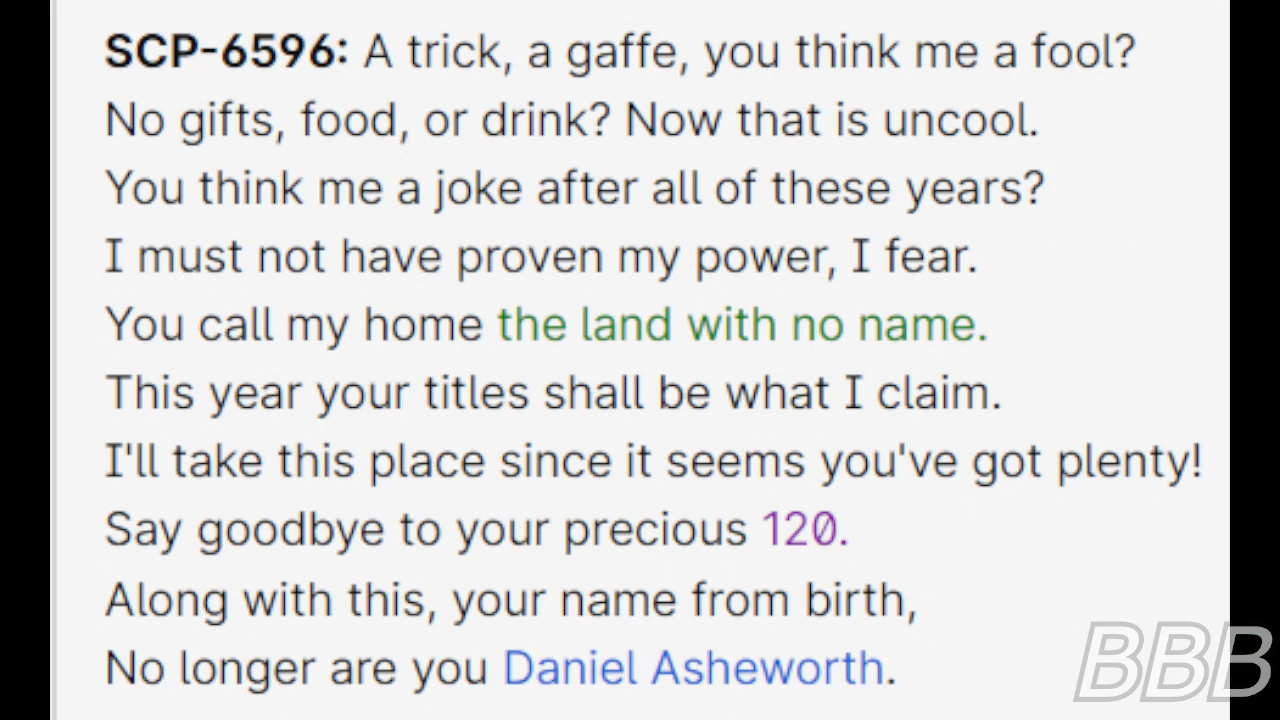 SCP-6596: A trick, a gaffe, you think me a fool?
No gifts, food, or drink? Now that is uncool.
You think me a joke after all of these years?
I must not have proven my power, I fear.
You call my home the land with no name.
This year your titles shall be what I claim.
I'll take this place since it seems you've got plenty!
Say goodbye to your precious 120.
Along with this, your name from birth,
No longer are you Daniel Asheworth.
BBB